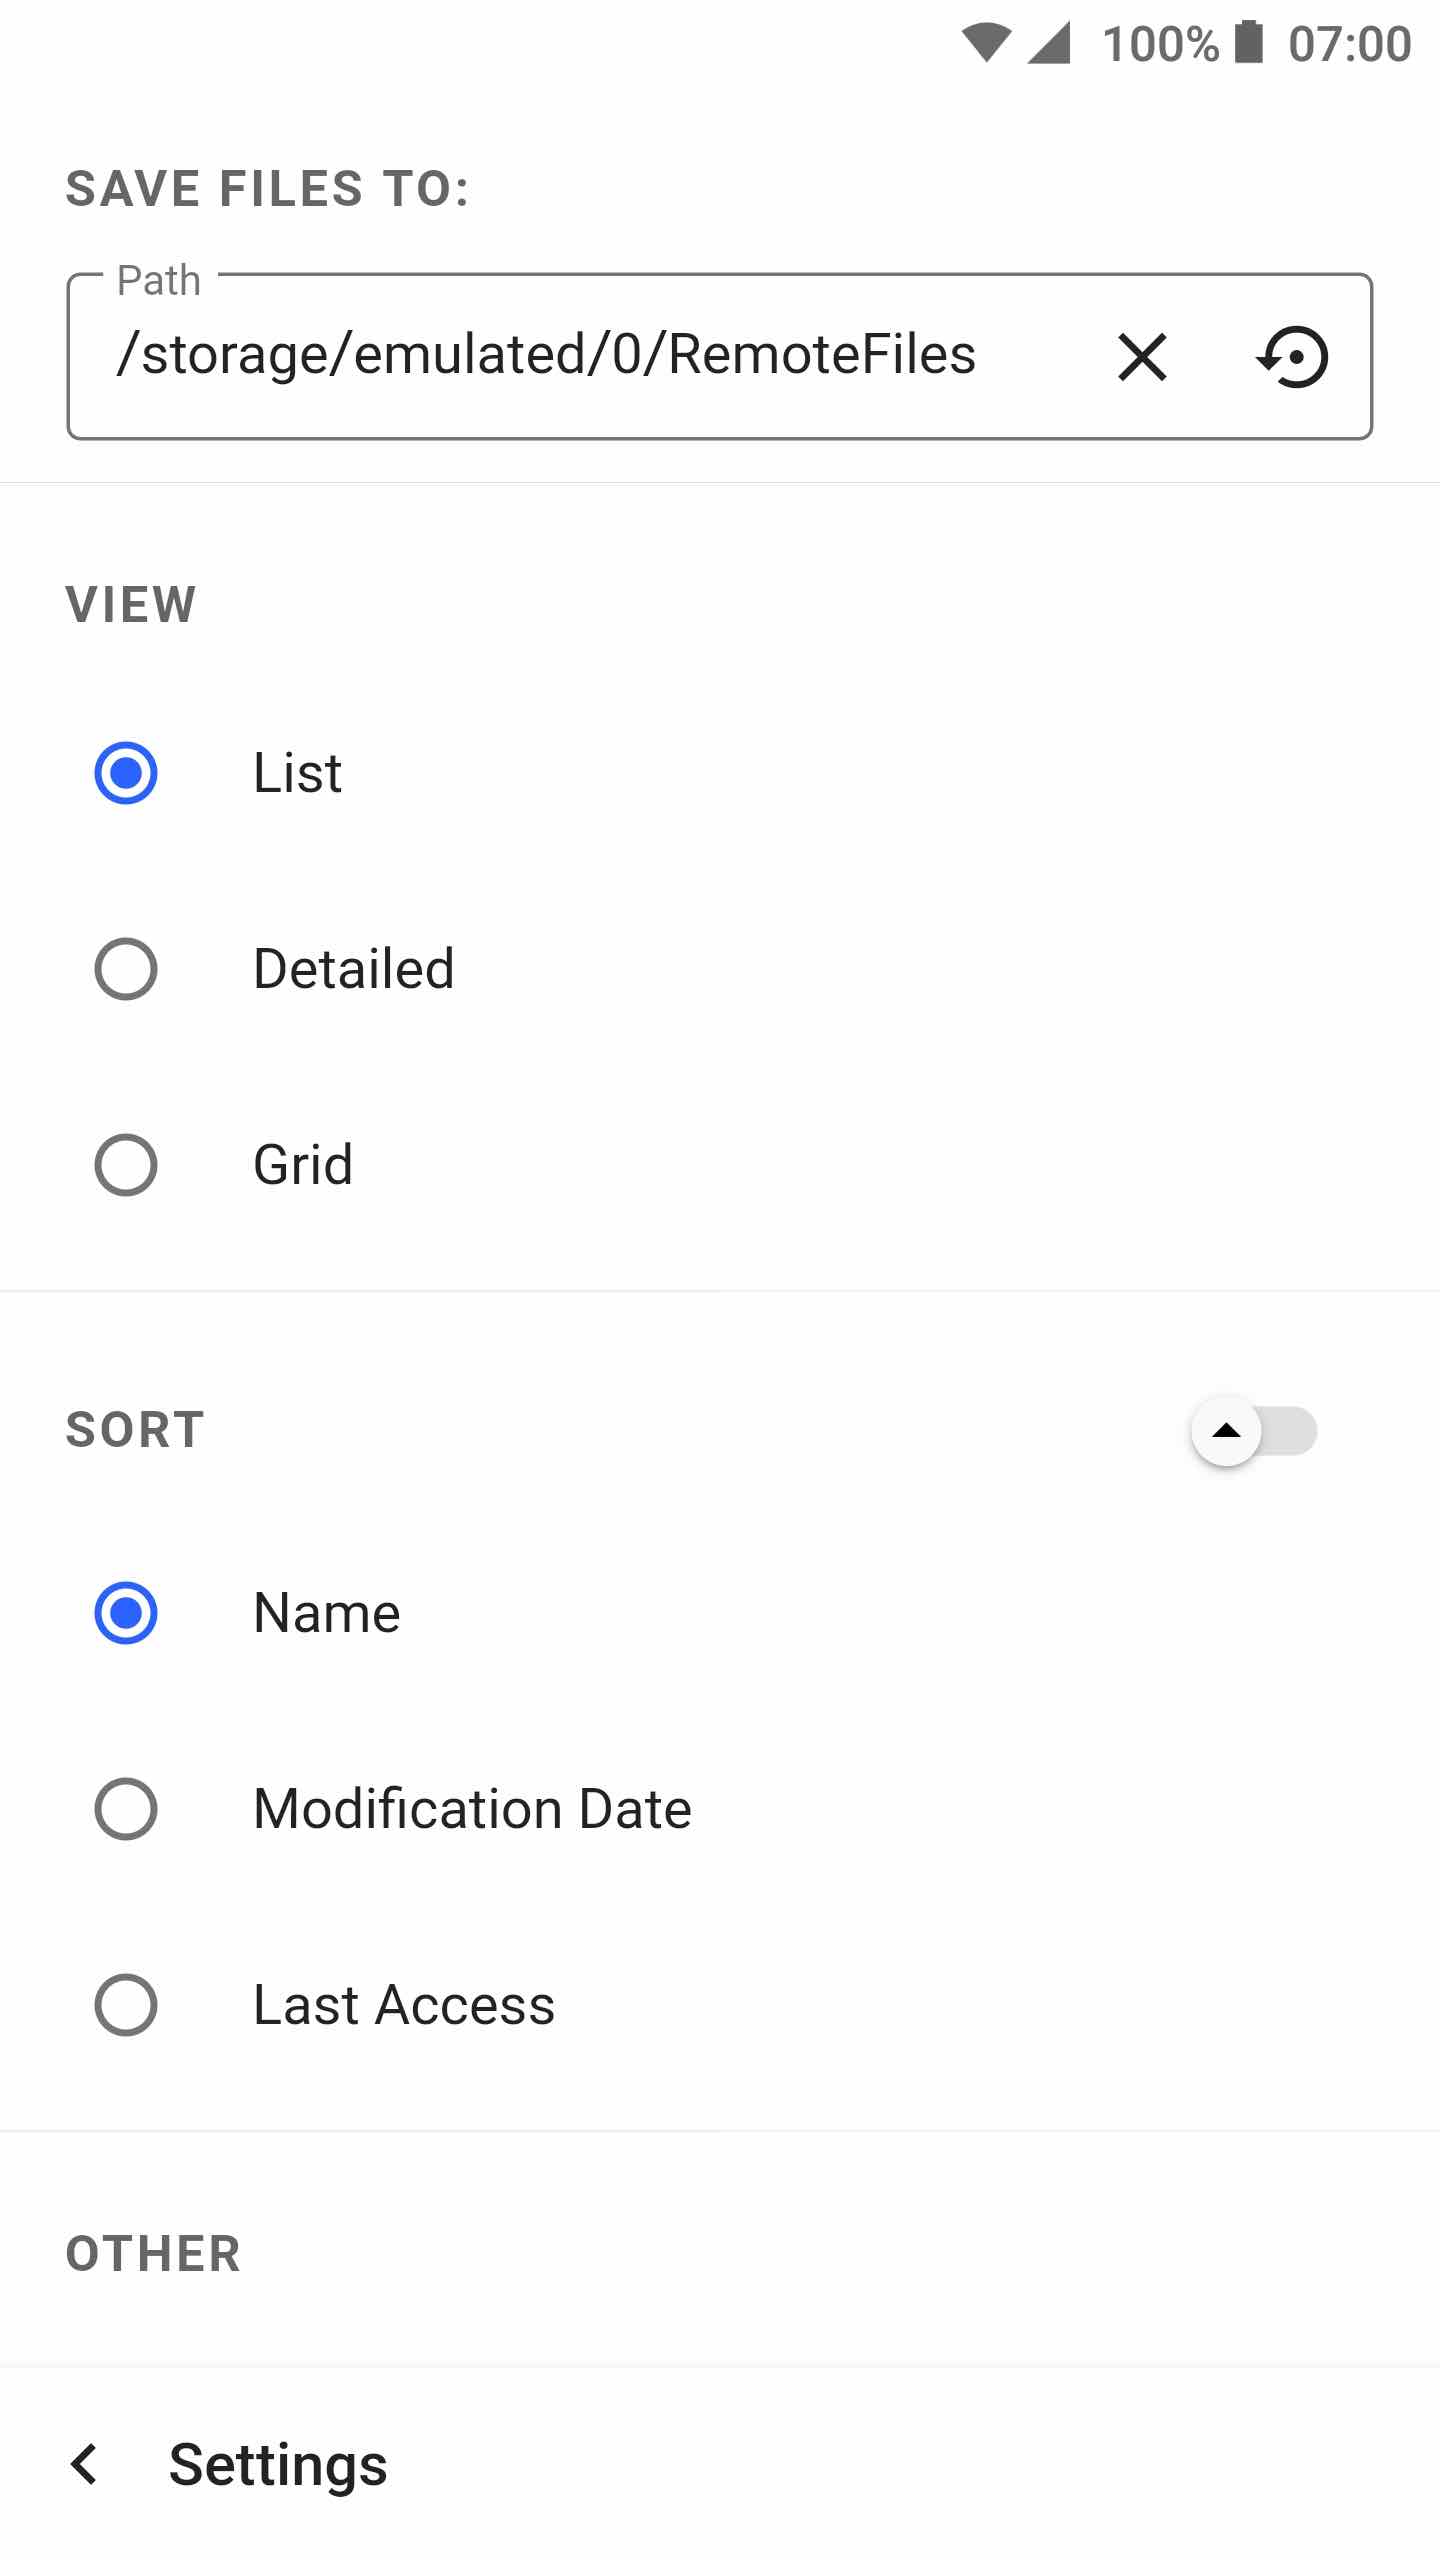 100% 07:00
SAVE FILES TO:
Path
/storage/emulated/0/RemoteFiles
VIEW
List
Detailed
Grid
SORT
Name
Modification Date
Last Access
OTHER
Settings